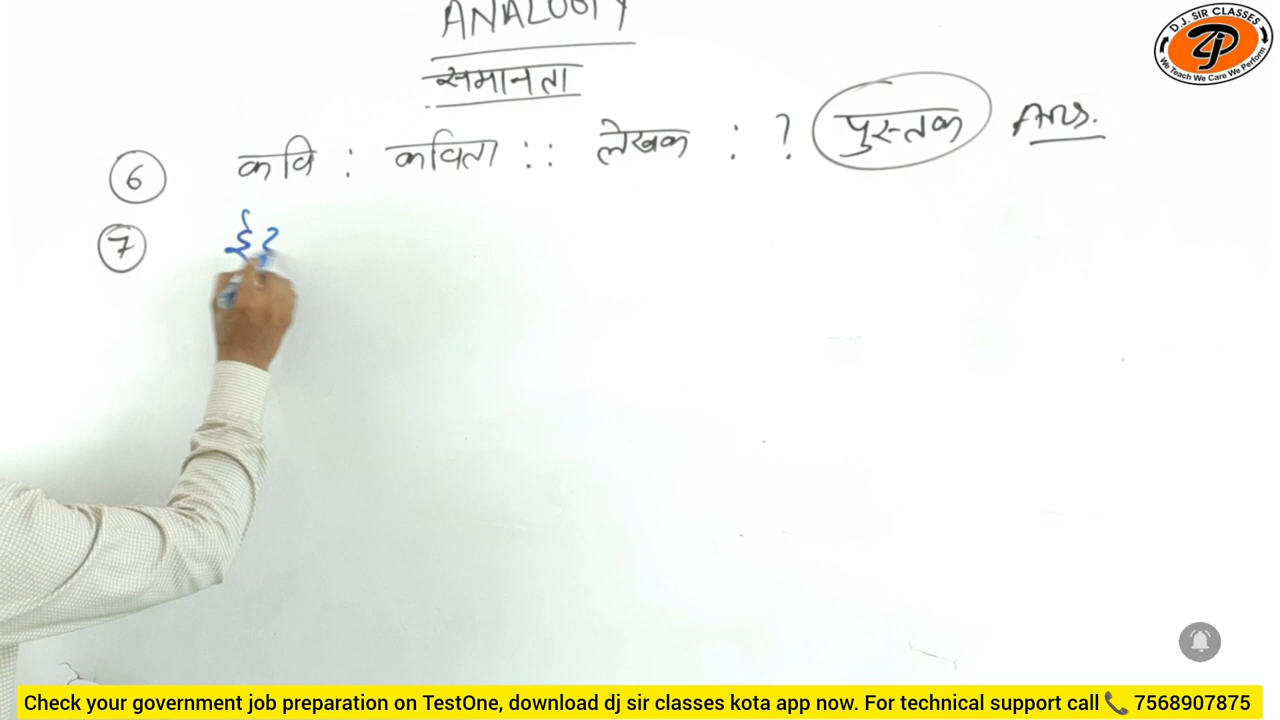 ANALOGY
समानता
D.J. SIR CLASSES
We Teach We Care We Perform
6 कवि : कविता :: लेखक : ? पुस्तक Ans.
7
Check your government job preparation on TestOne, download dj sir classes kota app now. For technical support call 📞 7568907875